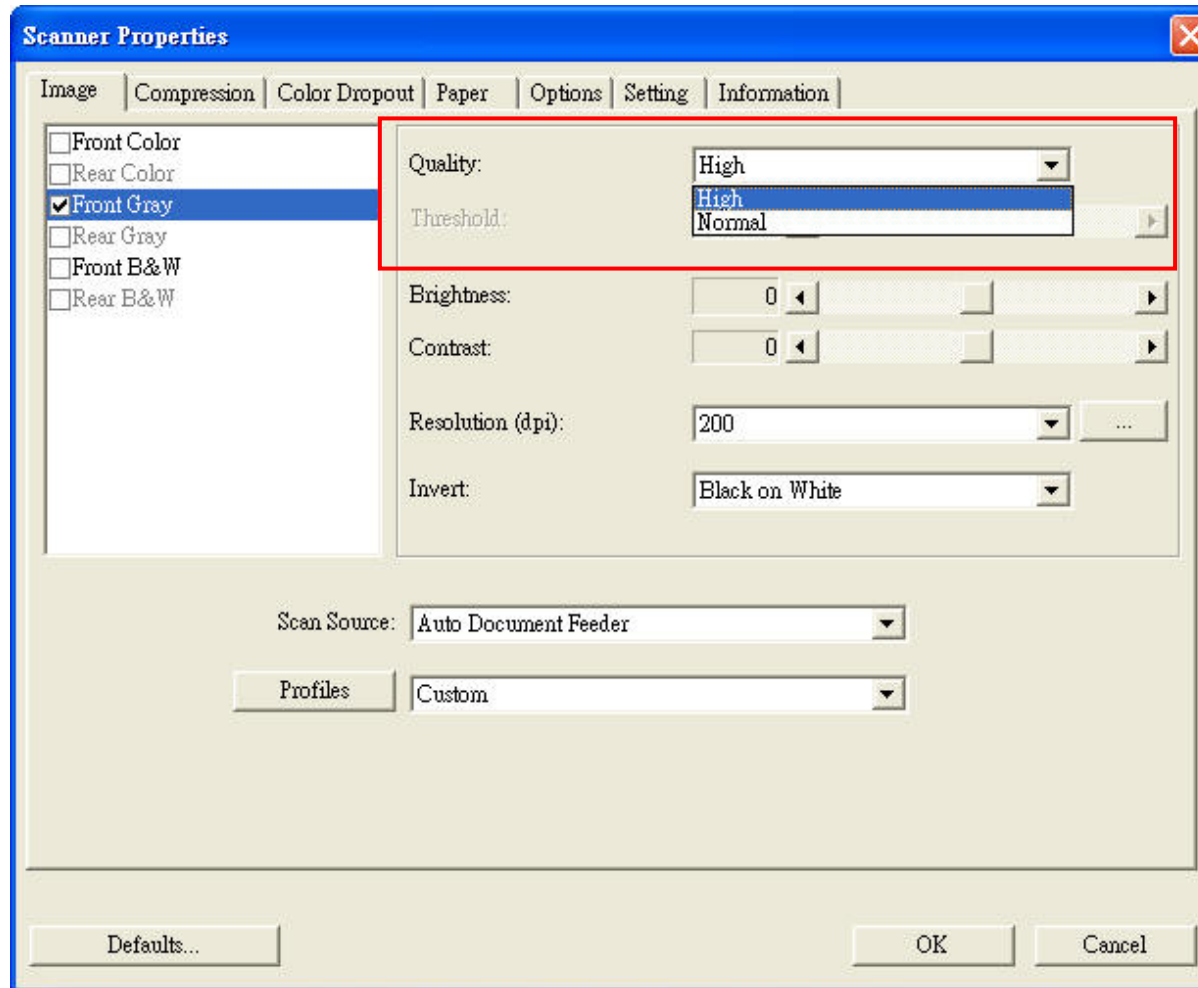 Scanner Properties
Image Compression Color Dropout Paper Options Setting Information
Front Color
Rear Color
Front Gray
Rear Gray
Front B&W
Rear B&W
Quality: High
High
Normal
Threshold:
Brightness: 0
Contrast: 0
Resolution (dpi): 200 ...
Invert: Black on White
Scan Source: Auto Document Feeder
Profiles Custom
Defaults... OK Cancel